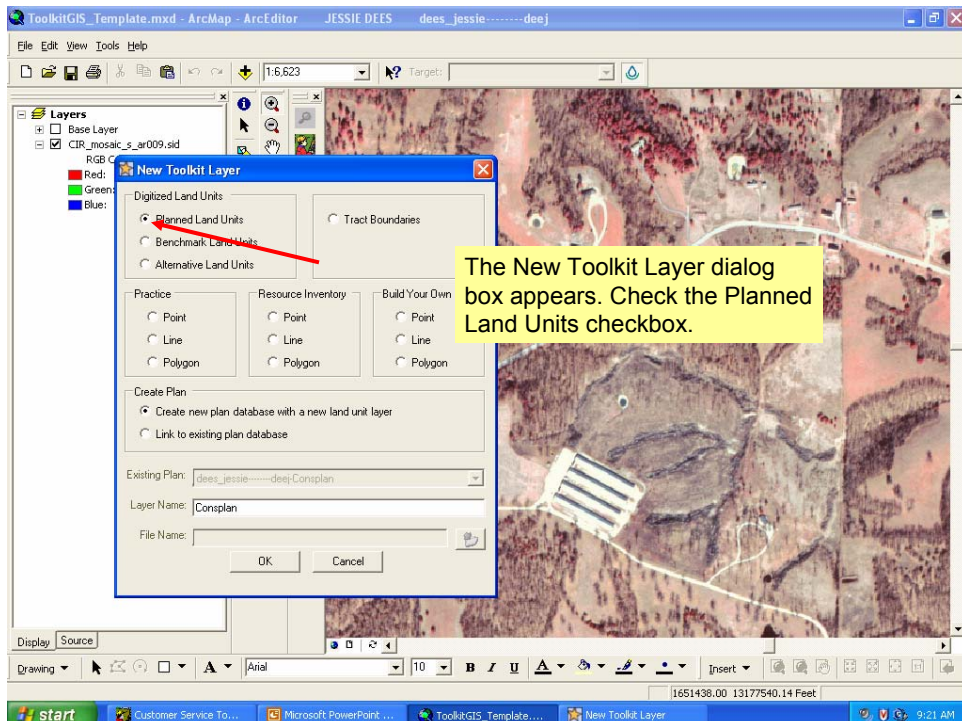 ToolkitGIS_Template.mxd - ArcMap - ArcEditor JESSIE DEES dees_jessie--------deej
File Edit View Tools Help
1:6,623 Target:
Layers
Base Layer
CIR_mosaic_s_ar009.sid
RGB C
Red:
Green:
Blue:
New Toolkit Layer
Digitized Land Units
Planned Land Units
Tract Boundaries
Benchmark Land Units
Alternative Land Units
The New Toolkit Layer dialog
box appears. Check the Planned
Land Units checkbox.
Practice Resource Inventory Build Your Own
Point Point Point
Line Line Line
Polygon Polygon Polygon
Create Plan
Create new plan database with a new land unit layer
Link to existing plan database
Existing Plan: dees_jessie--------deej-Consplan
Layer Name: Consplan
File Name:
OK Cancel
Display Source
Drawing A Arial 10 B I U A Insert
1651438.00 13177540.14 Feet
start Customer Service To... Microsoft PowerPoint ... ToolkitGIS_Template.... New Toolkit Layer 9:21 AM